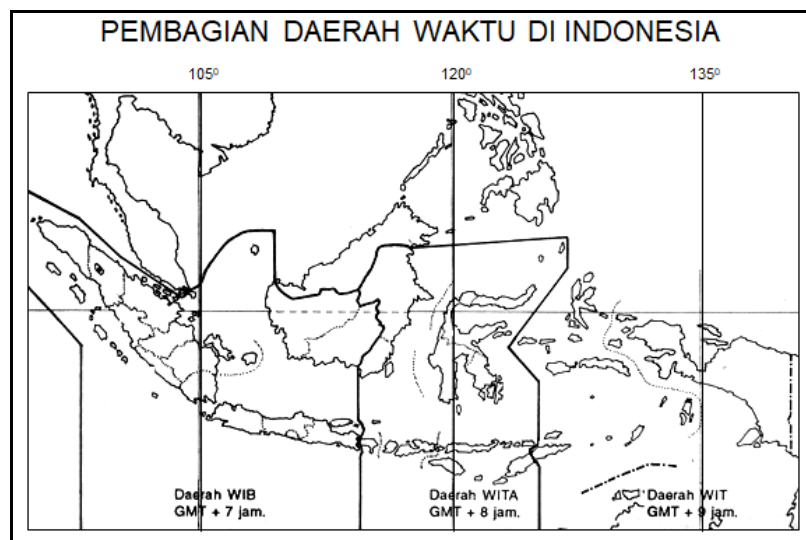 PEMBAGIAN DAERAH WAKTU DI INDONESIA
105⁰ 120⁰ 135⁰
Daerah WIB Daerah WITA Daerah WIT
GMT + 7 jam. GMT + 8 jam. GMT + 9 jam.